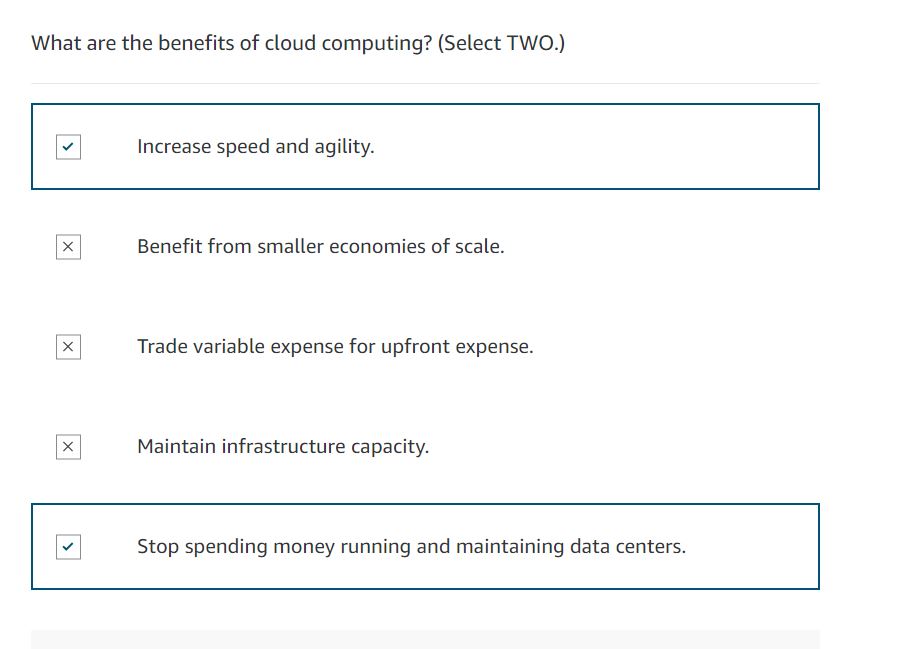 What are the benefits of cloud computing? (Select TWO.)
Increase speed and agility.
Benefit from smaller economies of scale.
Trade variable expense for upfront expense.
Maintain infrastructure capacity.
Stop spending money running and maintaining data centers.